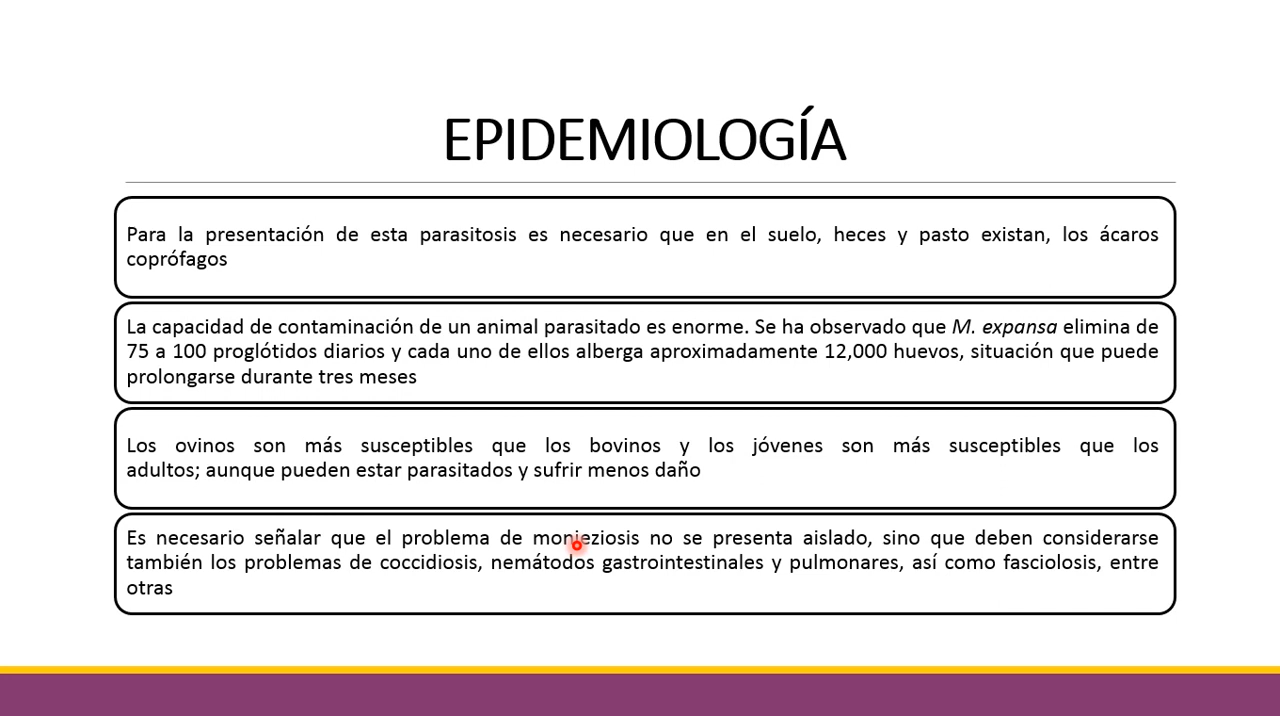 EPIDEMIOLOGÍA
Para la presentación de esta parasitosis es necesario que en el suelo, heces y pasto existan, los ácaros
coprófagos
La capacidad de contaminación de un animal parasitado es enorme. Se ha observado que M. expansa elimina de
75 a 100 proglótidos diarios y cada uno de ellos alberga aproximadamente 12,000 huevos, situación que puede
prolongarse durante tres meses
Los ovinos son más susceptibles que los bovinos y los jóvenes son más susceptibles que los
adultos; aunque pueden estar parasitados y sufrir menos daño
Es necesario señalar que el problema de monieziosis no se presenta aislado, sino que deben considerarse
también los problemas de coccidiosis, nemátodos gastrointestinales y pulmonares, así como fasciolosis, entre
otras